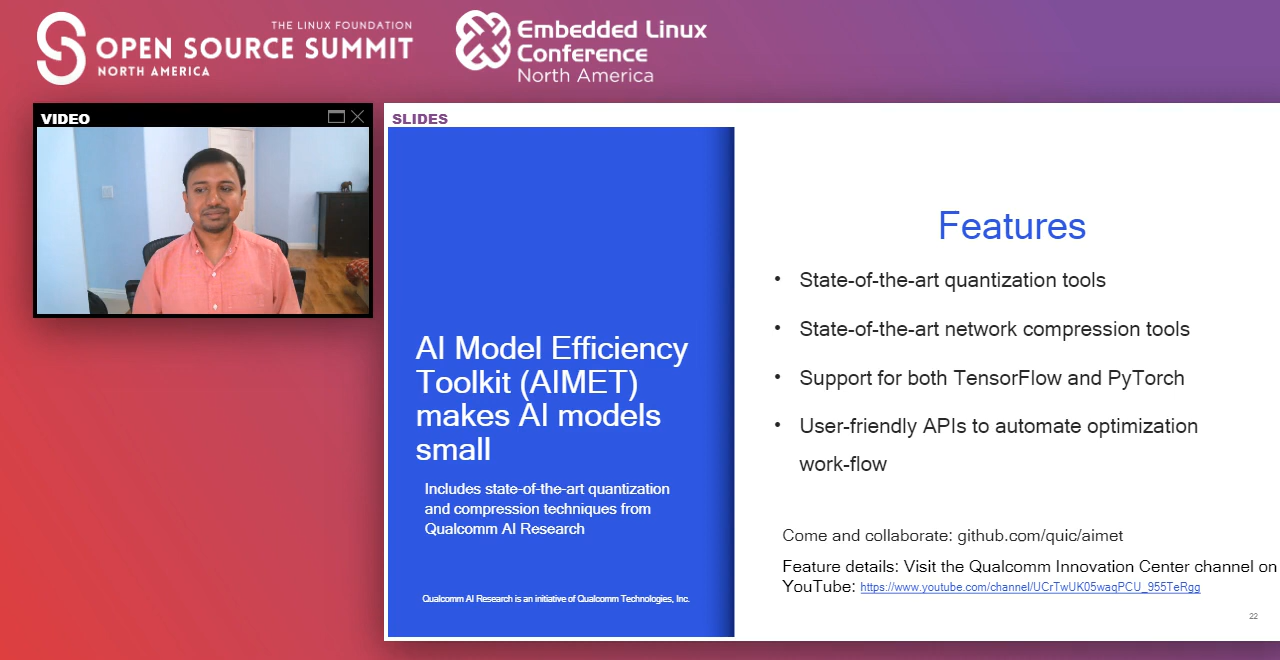 THE LINUX FOUNDATION
OPEN SOURCE SUMMIT
NORTH AMERICA
Embedded Linux
Conference
North America
VIDEO
SLIDES
AI Model Efficiency
Toolkit (AIMET)
makes AI models
small
Includes state-of-the-art quantization
and compression techniques from
Qualcomm AI Research
Qualcomm AI Research is an initiative of Qualcomm Technologies, Inc.
Features
• State-of-the-art quantization tools
• State-of-the-art network compression tools
• Support for both TensorFlow and PyTorch
• User-friendly APIs to automate optimization
work-flow
Come and collaborate: github.com/quic/aimet
Feature details: Visit the Qualcomm Innovation Center channel on
YouTube: https://www.youtube.com/channel/UCrTwUK05waqPCU_955TeRgg
22